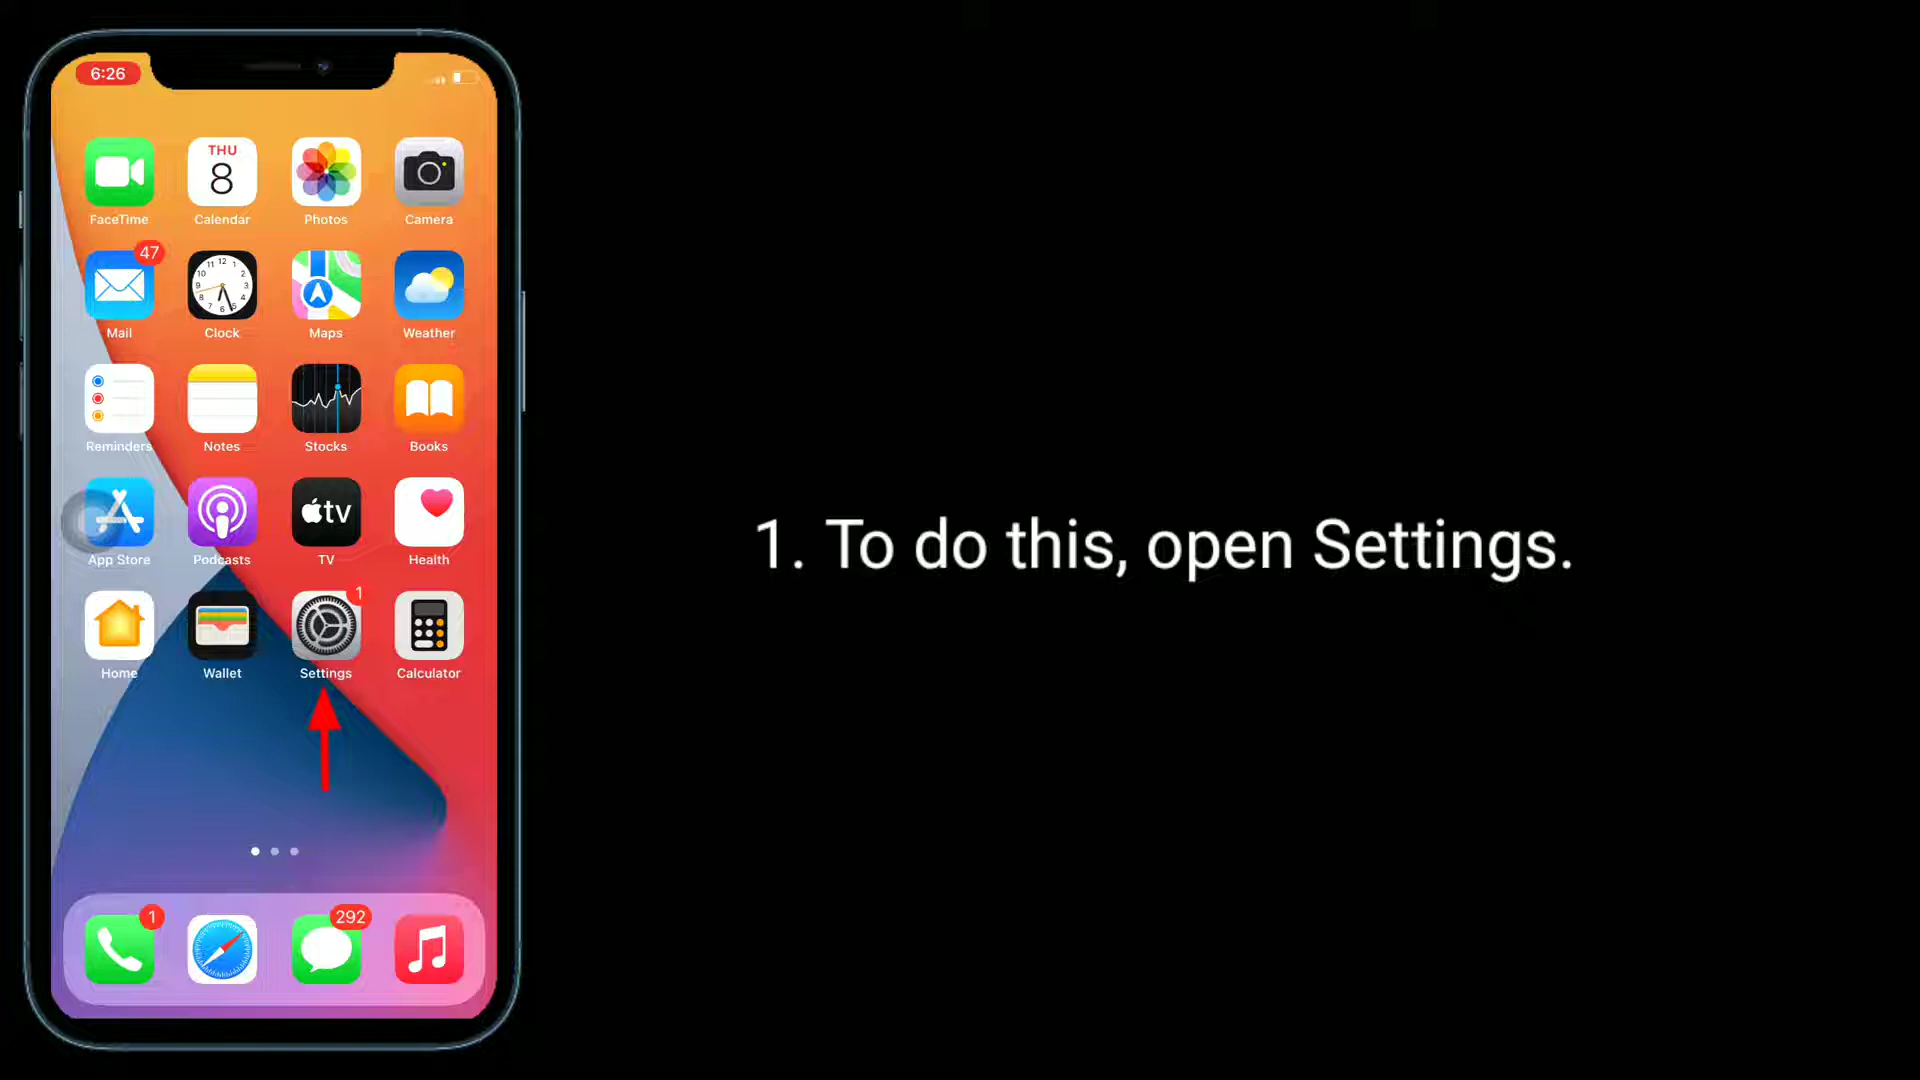 6:26
FaceTime
THU
8
Calendar
Photos
Camera
47
Mail
Clock
Maps
Weather
Reminders
Notes
Stocks
Books
App Store
Podcasts
tv
TV
Health
Home
Wallet
1
Settings
Calculator
1
292
1. To do this, open Settings.